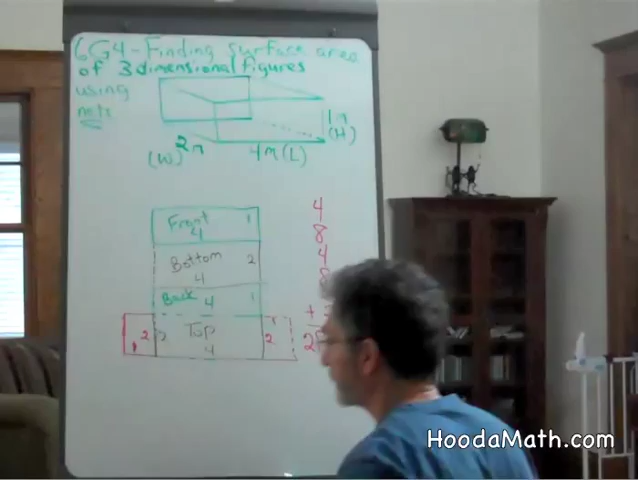 6G4-Finding surface area
of 3 dimensional figures
using
nets
1m
(H)
(W) 2m
4m (L)
Front 1
4
Bottom 2
4
Back 4 1
2 2 Top 2
4
4
8
4
8
+
HoodaMath.com